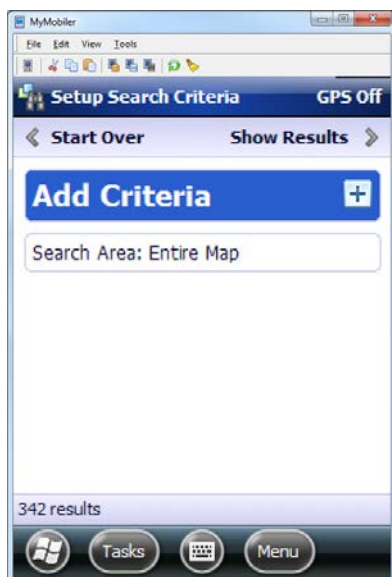 MyMobiler
File Edit View Tools
Setup Search Criteria GPS Off
Start Over Show Results
Add Criteria
Search Area: Entire Map
342 results
Tasks Menu